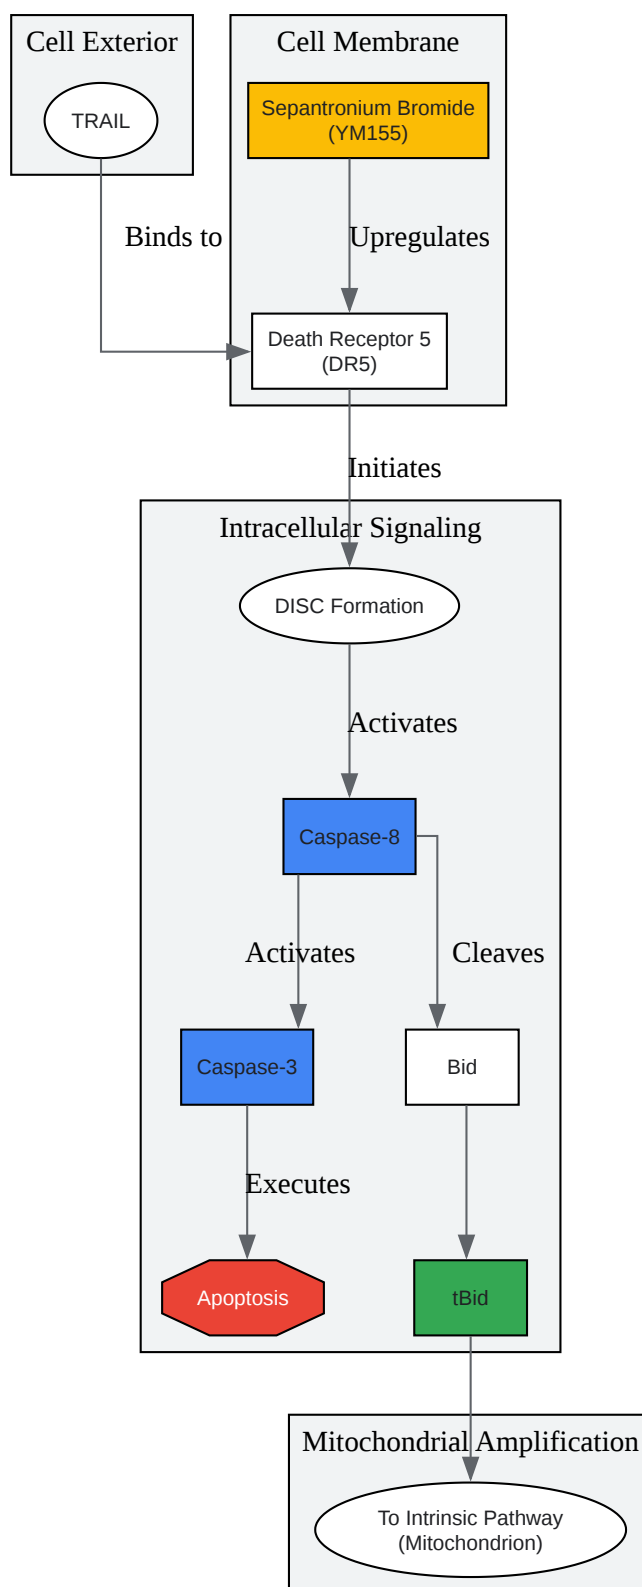 Cell Exterior
Cell Membrane
TRAIL
Sepantronium Bromide
(YM155)
Binds to
Upregulates
Death Receptor 5
(DR5)
Initiates
Intracellular Signaling
DISC Formation
Activates
Caspase-8
Activates
Cleaves
Caspase-3
Bid
Executes
Apoptosis
tBid
Mitochondrial Amplification
To Intrinsic Pathway
(Mitochondrion)